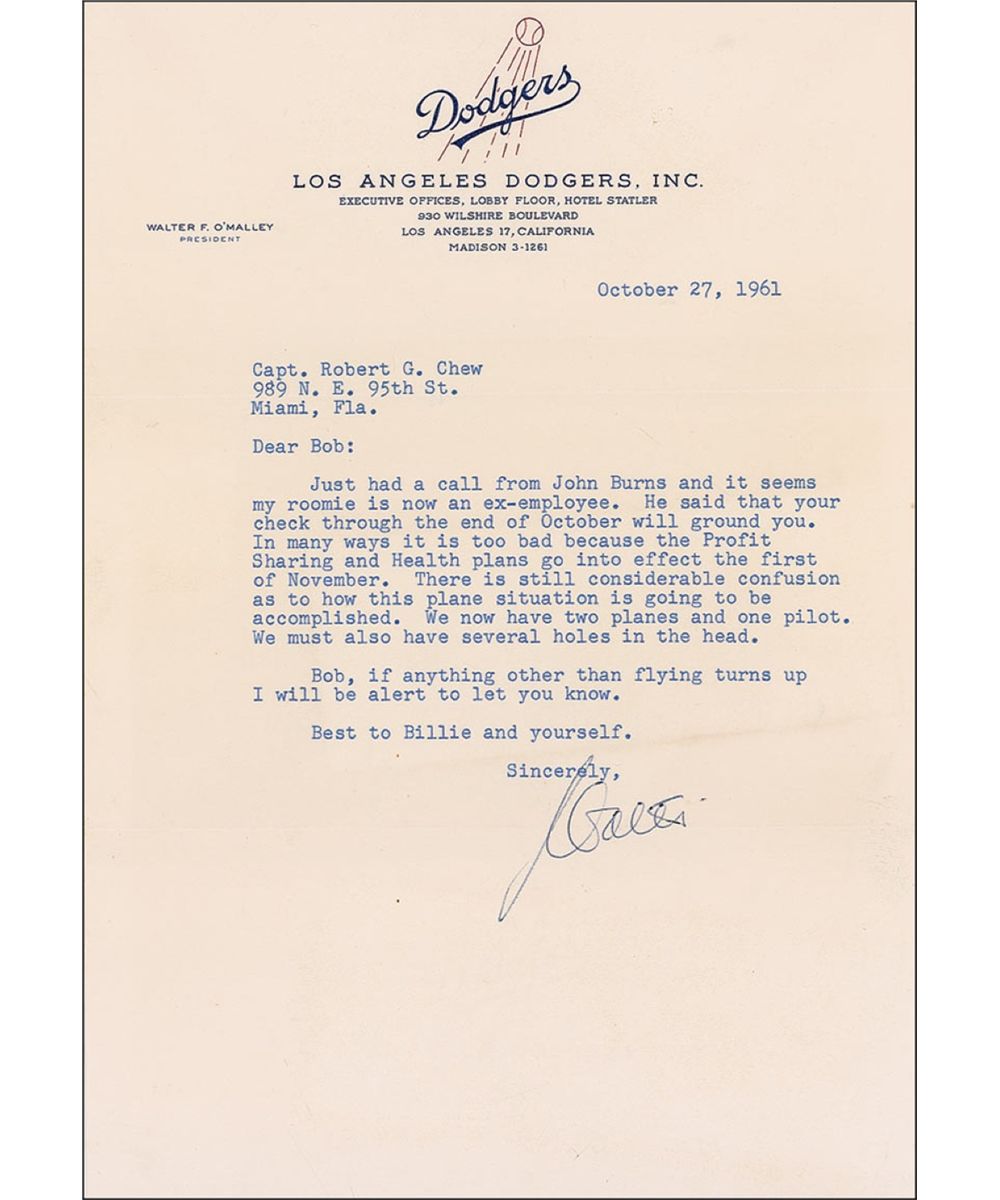 Dodgers
LOS ANGELES DODGERS, INC.
EXECUTIVE OFFICES, LOBBY FLOOR, HOTEL STATLER
930 WILSHIRE BOULEVARD
LOS ANGELES 17, CALIFORNIA
MADISON 3-1261
WALTER F. O'MALLEY
PRESIDENT
October 27, 1961
Capt. Robert G. Chew
989 N. E. 95th St.
Miami, Fla.
Dear Bob:
Just had a call from John Burns and it seems
my roomie is now an ex-employee. He said that your
check through the end of October will ground you.
In many ways it is too bad because the Profit
Sharing and Health plans go into effect the first
of November. There is still considerable confusion
as to how this plane situation is going to be
accomplished. We now have two planes and one pilot.
We must also have several holes in the head.
Bob, if anything other than flying turns up
I will be alert to let you know.
Best to Billie and yourself.
Sincerely,